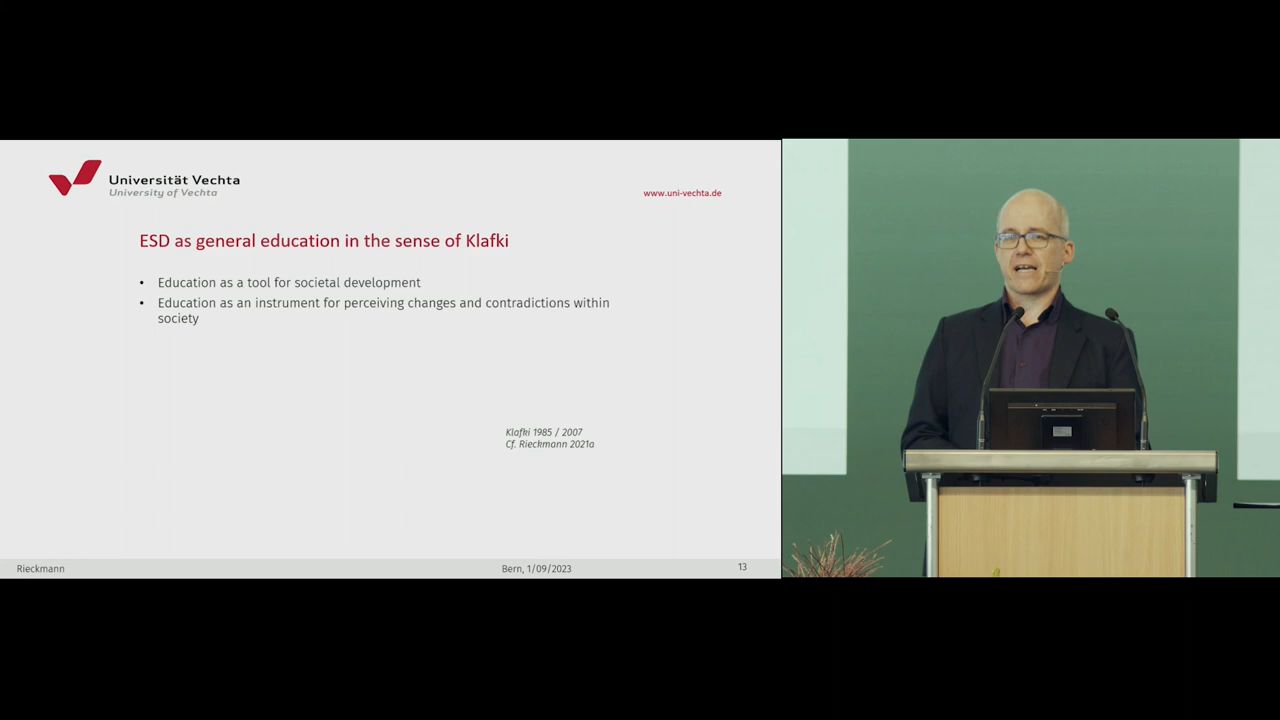 Universität Vechta
University of Vechta
www.uni-vechta.de
ESD as general education in the sense of Klafki
• Education as a tool for societal development
• Education as an instrument for perceiving changes and contradictions within
society
Klafki 1985 / 2007
Cf. Rieckmann 2021a
Rieckmann
Bern, 1/09/2023
13